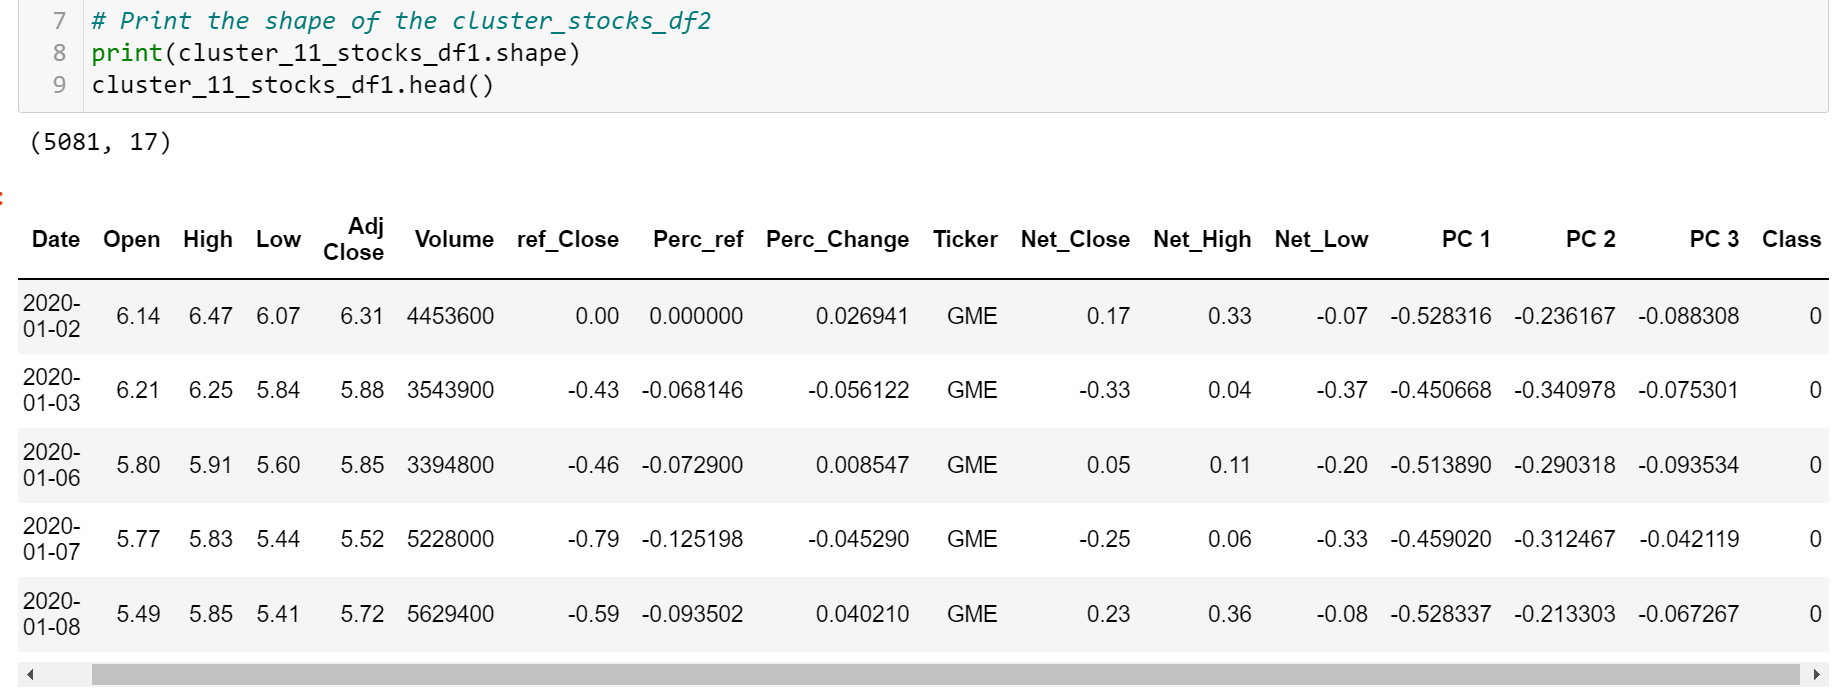 7 # Print the shape of the cluster_stocks_df2
8 print(cluster_11_stocks_df1.shape)
9 cluster_11_stocks_df1.head()
(5081, 17)
:
Date Open High Low Adj Close Volume ref_Close Perc_ref Perc_Change Ticker Net_Close Net_High Net_Low PC 1 PC 2 PC 3 Class
2020-01-02 6.14 6.47 6.07 6.31 4453600 0.00 0.000000 0.026941 GME 0.17 0.33 -0.07 -0.528316 -0.236167 -0.088308 0
2020-01-03 6.21 6.25 5.84 5.88 3543900 -0.43 -0.068146 -0.056122 GME -0.33 0.04 -0.37 -0.450668 -0.340978 -0.075301 0
2020-01-06 5.80 5.91 5.60 5.85 3394800 -0.46 -0.072900 0.008547 GME 0.05 0.11 -0.20 -0.513890 -0.290318 -0.093534 0
2020-01-07 5.77 5.83 5.44 5.52 5228000 -0.79 -0.125198 -0.045290 GME -0.25 0.06 -0.33 -0.459020 -0.312467 -0.042119 0
2020-01-08 5.49 5.85 5.41 5.72 5629400 -0.59 -0.093502 0.040210 GME 0.23 0.36 -0.08 -0.528337 -0.213303 -0.067267 0